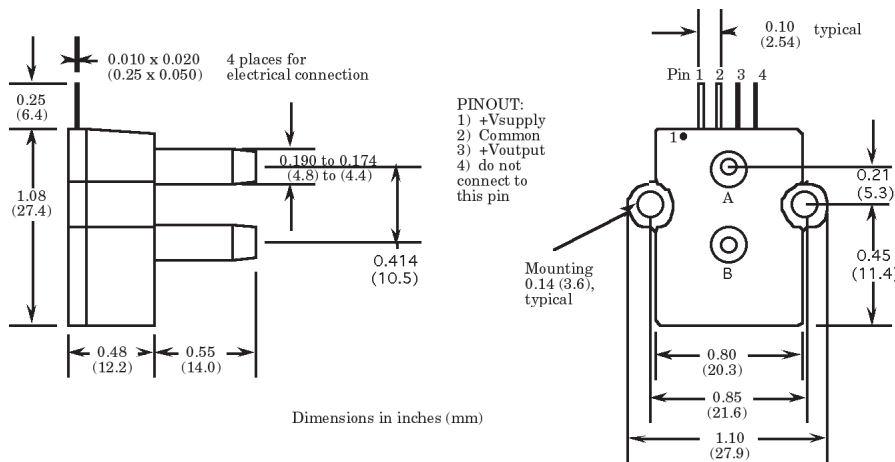 0.010 x 0.020
(0.25 x 0.050)
4 places for
electrical connection
0.25
(6.4)
1.08
(27.4)
0.190 to 0.174
(4.8) to (4.4)
0.414
(10.5)
0.48
(12.2)
0.55
(14.0)
Dimensions in inches (mm)
PINOUT:
1) +Vsupply
2) Common
3) +Voutput
4) do not
connect to
this pin
Mounting
0.14 (3.6),
typical
0.10
(2.54)
typical
Pin 1 2 3 4
1
A
B
0.21
(5.3)
0.45
(11.4)
0.80
(20.3)
0.85
(21.6)
1.10
(27.9)